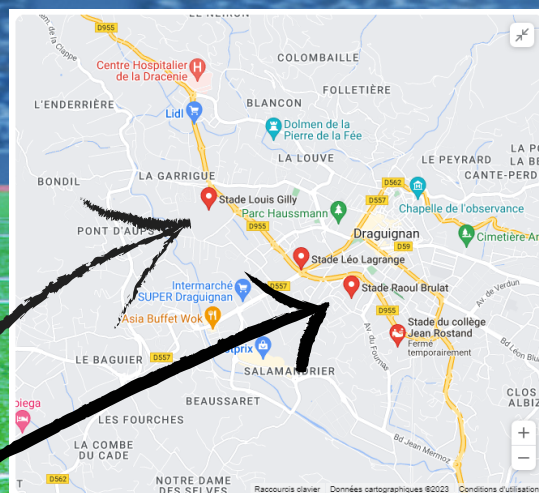 LE NEIRON
D955
COLOMBAILLE
Centre Hospitalier
de la Dracenie
FOLLETIÈRE
L'ENDERRIÈRE
BLANCON
Lidl
Dolmen de la
Pierre de la Fée
LA LOUVE
LE PEYRARD
BONDIL
LA GARRIGUE
D562
CANTE-PERD
D557
Stade Louis Gilly
Parc Haussmann
Chapelle de l'observance
PONT D'AUPS
D955
Draguignan
Cimetière
D59
Stade Léo Lagrange
Intermarché
SUPER Draguignan
D557
Stade Raoul Brulat
Av. de Verdun
Asia Buffet Wok
D955
Stade du collège
Jean Rostand
Fermé
temporairement
Av. du Fournas
LE BAGUIER
D557
SALAMANDRIER
CLOS
ALBIZ
BEAUSSARET
LES FOURCHES
LA COMBE
DU CADE
Bd Jean Mermoz
D562
NOTRE DAME
DES SELVES
Raccourcis clavier Données cartographiques ©2023 Conditions d'utilisation